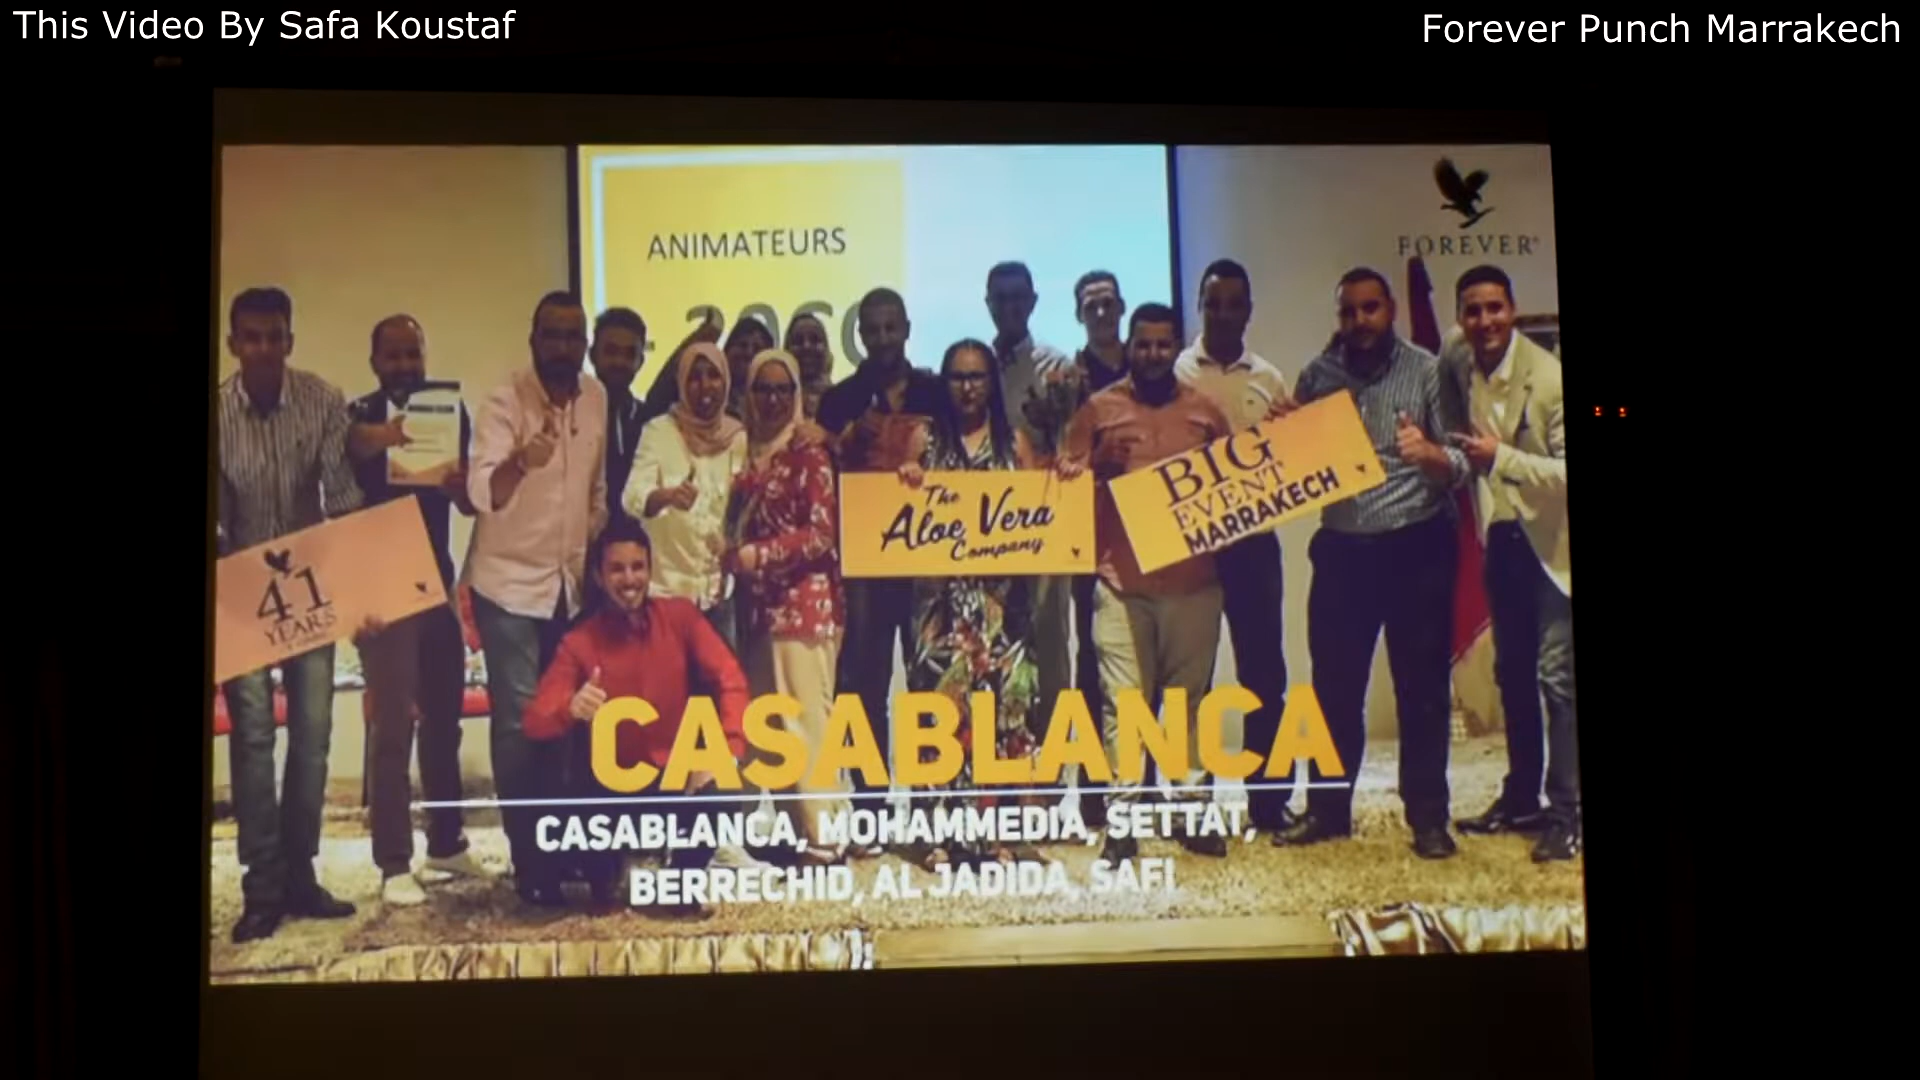 This Video By Safa Koustaf
Forever Punch Marrakech
ANIMATEURS
FOREVER
The
Aloe Vera
Company
BIG
EVENT
MARRAKECH
41
YEARS
CASABLANCA
CASABLANCA, MOHAMMEDIA, SETTAT,
BERRECHID, AL JADIDA, SAFI